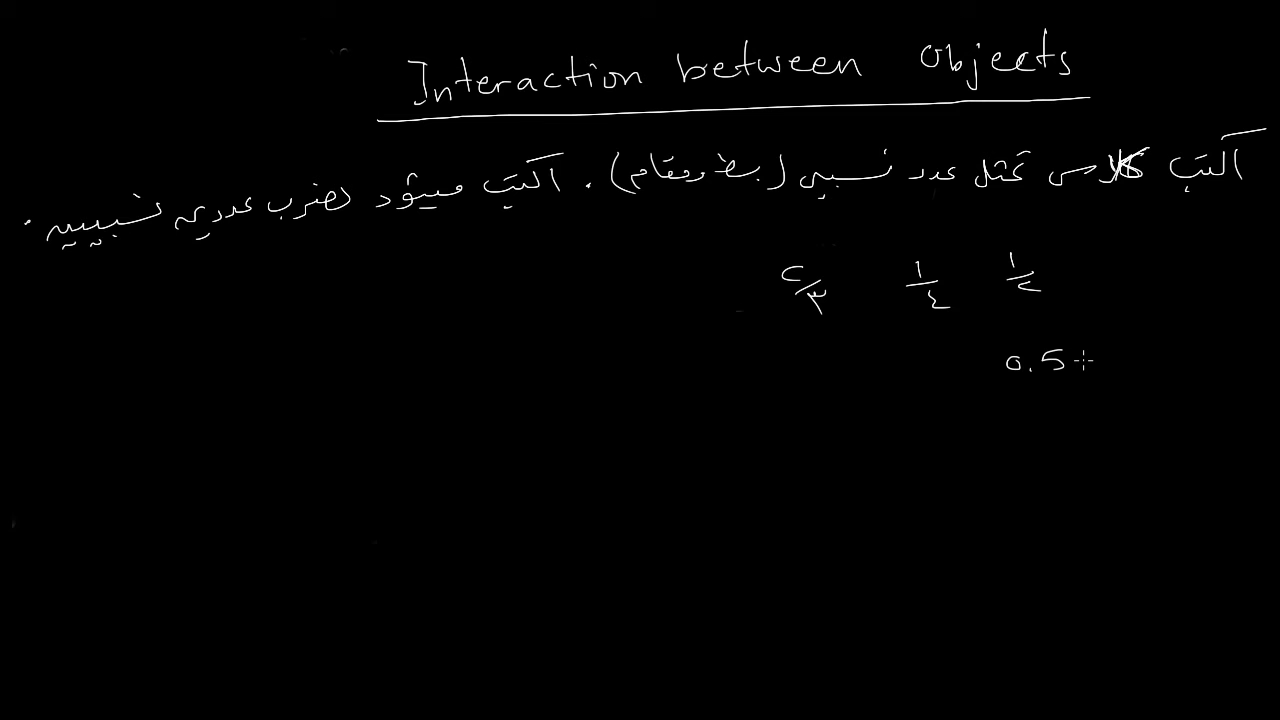 Interaction between Objects
اكتب كلاس تمثل عدد نسبي (بسط ومقام). اكتب ميثود لضرب عددين نسبيين.
١/٢ ١/٤ ٢/٣
0.5